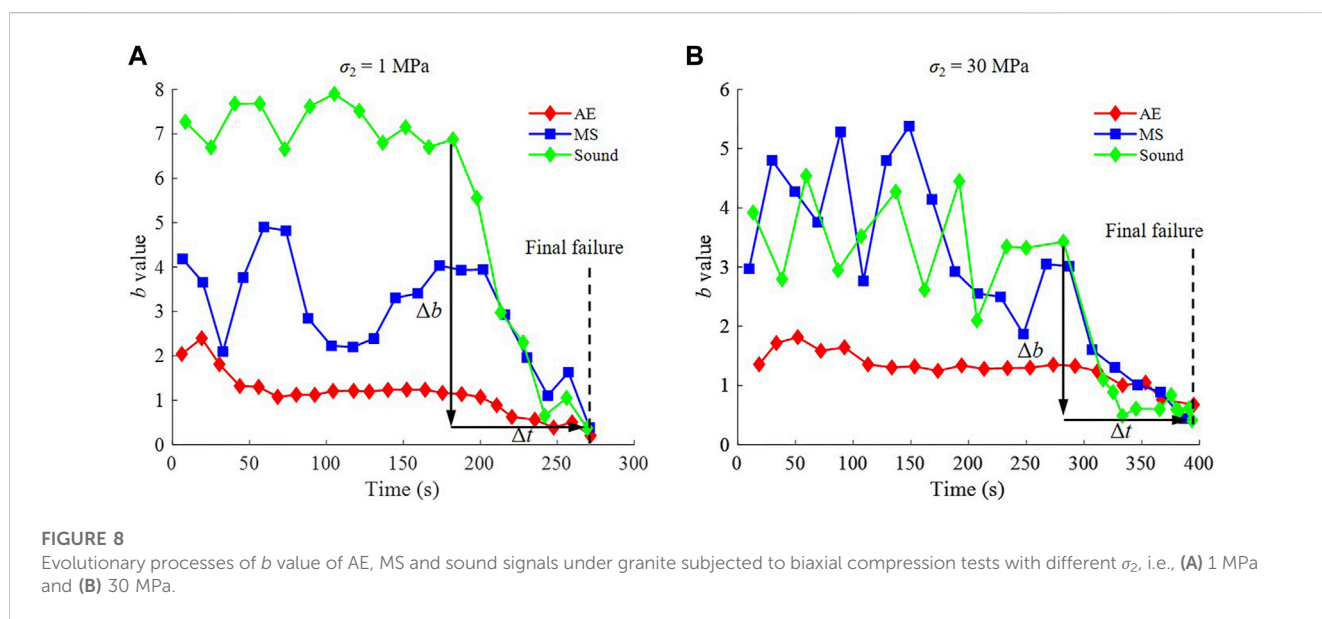 A
σ₂ = 1 MPa
8
7
6
5
4
3
2
1
0
b value
AE
MS
Sound
Final failure
Δb
Δt
0 50 100 150 200 250 300
Time (s)
B
σ₂ = 30 MPa
6
5
4
3
2
1
0
b value
AE
MS
Sound
Final failure
Δb
Δt
0 50 100 150 200 250 300 350 400
Time (s)
FIGURE 8
Evolutionary processes of b value of AE, MS and sound signals under granite subjected to biaxial compression tests with different σ₂, i.e., (A) 1 MPa
and (B) 30 MPa.